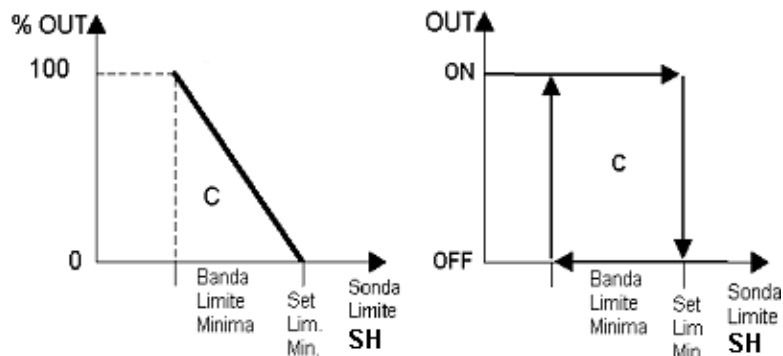 % OUT
100
C
0
Banda
Limite
Minima
Set
Lim.
Min.
Sonda
Limite
SH
OUT
ON
C
OFF
Banda
Limite
Minima
Set
Lim
Min.
Sonda
Limite
SH